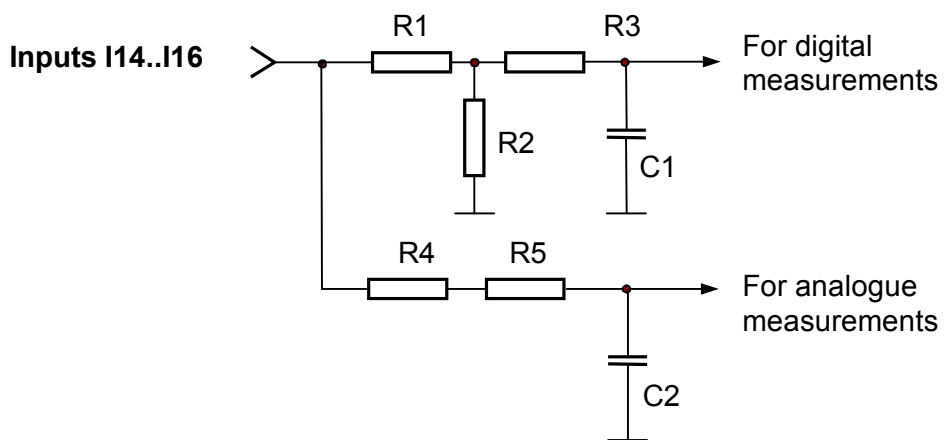 R1
R3
Inputs I14..I16
For digital
measurements
R2
C1
R4
R5
For analogue
measurements
C2